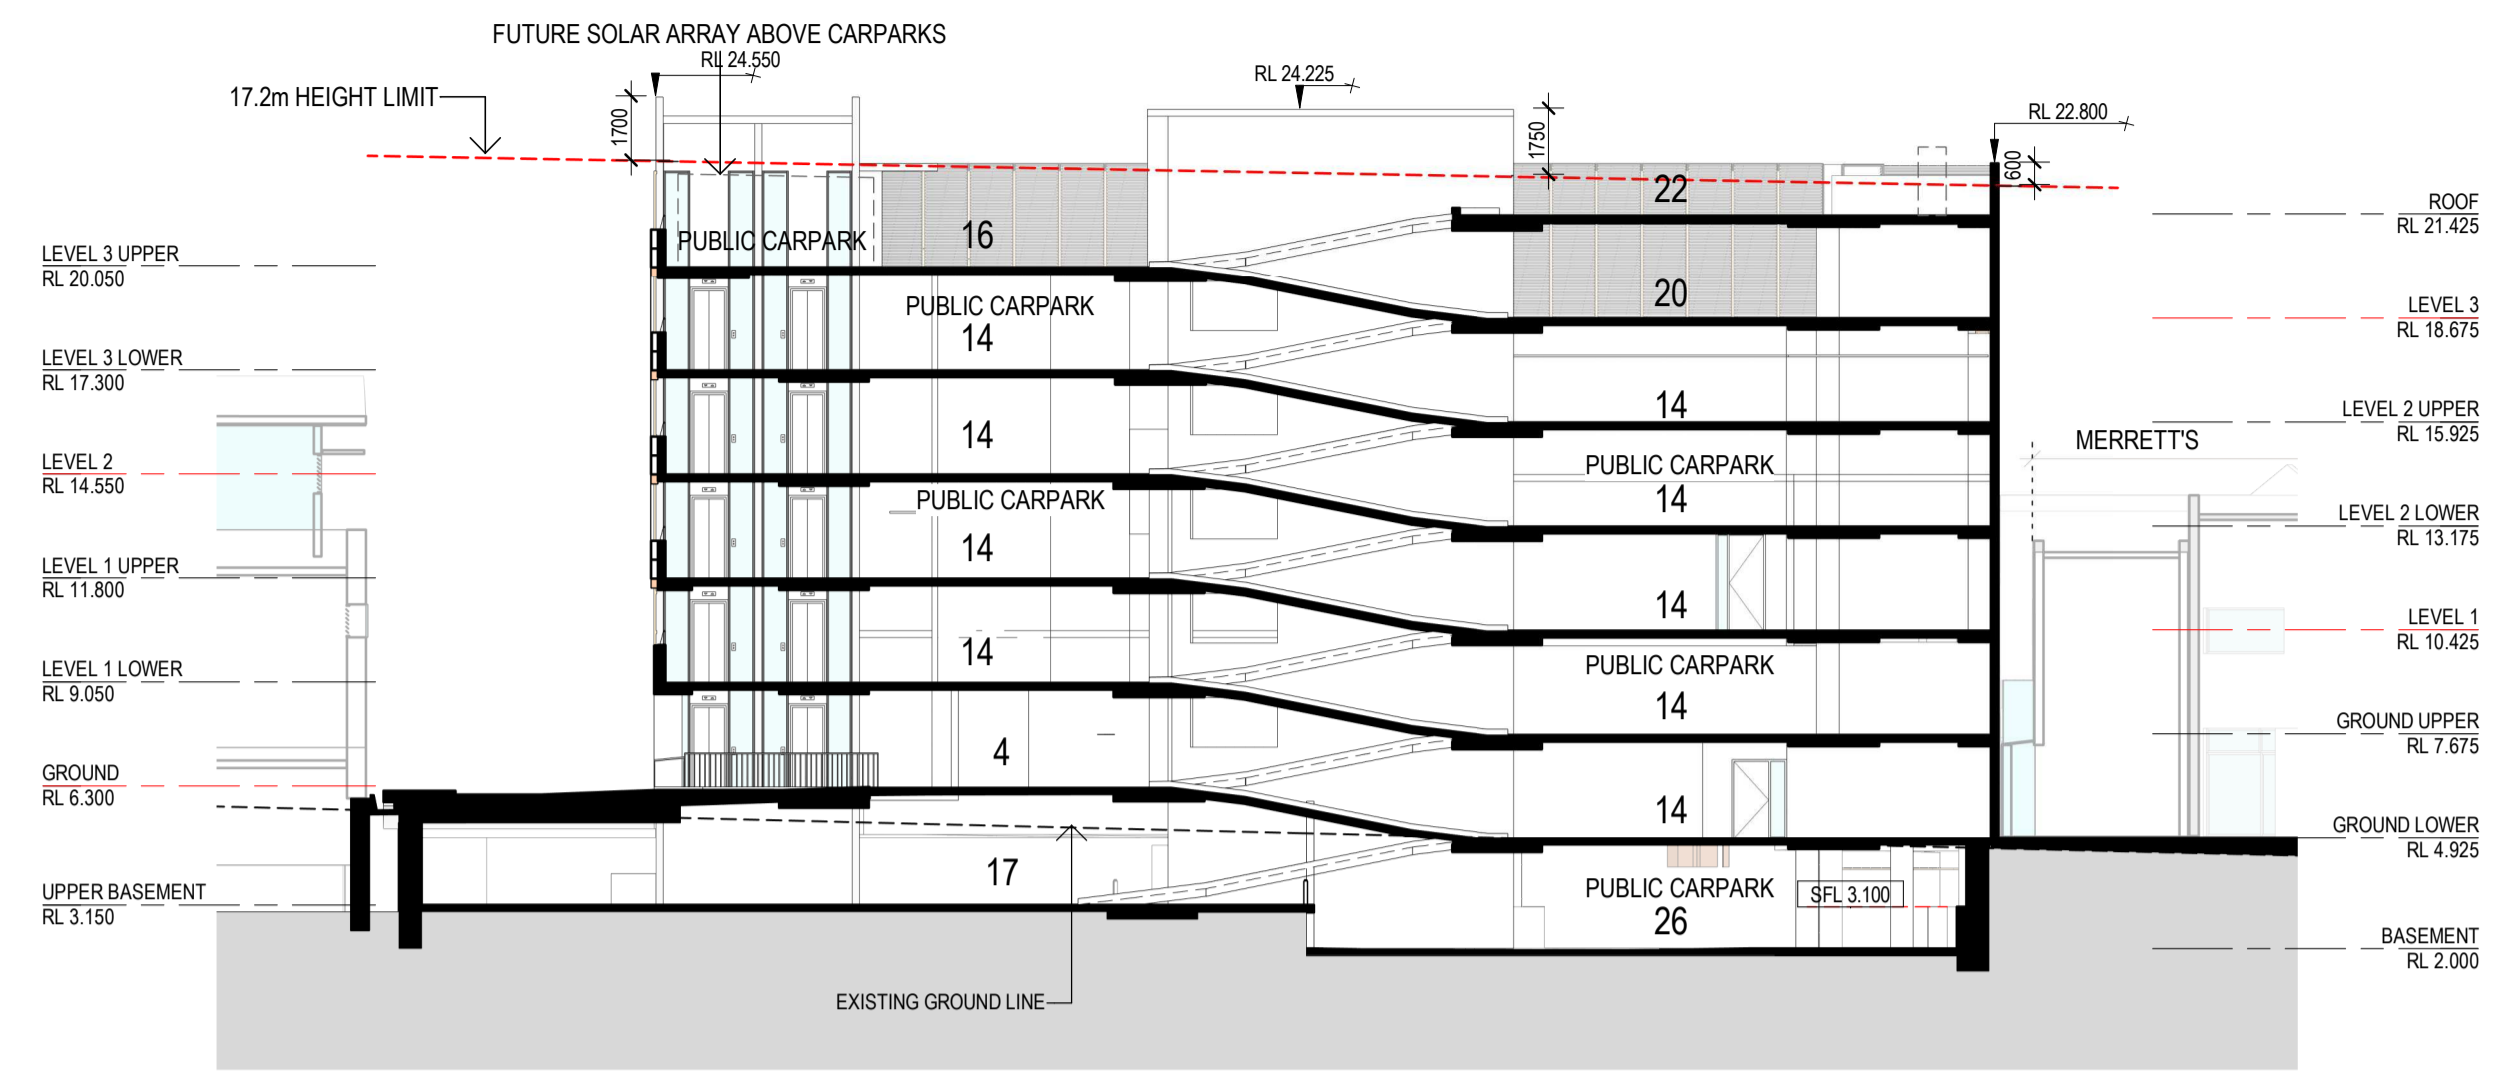 FUTURE SOLAR ARRAY ABOVE CARPARKS
RL 24.550
17.2m HEIGHT LIMIT
1700
RL 24.225
1750
RL 22.800
600
LEVEL 3 UPPER
RL 20.050
LEVEL 3 LOWER
RL 17.300
LEVEL 2
RL 14.550
LEVEL 1 UPPER
RL 11.800
LEVEL 1 LOWER
RL 9.050
GROUND
RL 6.300
UPPER BASEMENT
RL 3.150
PUBLIC CARPARK
16
PUBLIC CARPARK
14
14
PUBLIC CARPARK
14
14
4
17
EXISTING GROUND LINE
22
20
14
PUBLIC CARPARK
14
14
PUBLIC CARPARK
14
14
PUBLIC CARPARK
26
SFL 3.100
MERRETT'S
ROOF
RL 21.425
LEVEL 3
RL 18.675
LEVEL 2 UPPER
RL 15.925
LEVEL 2 LOWER
RL 13.175
LEVEL 1
RL 10.425
GROUND UPPER
RL 7.675
GROUND LOWER
RL 4.925
BASEMENT
RL 2.000